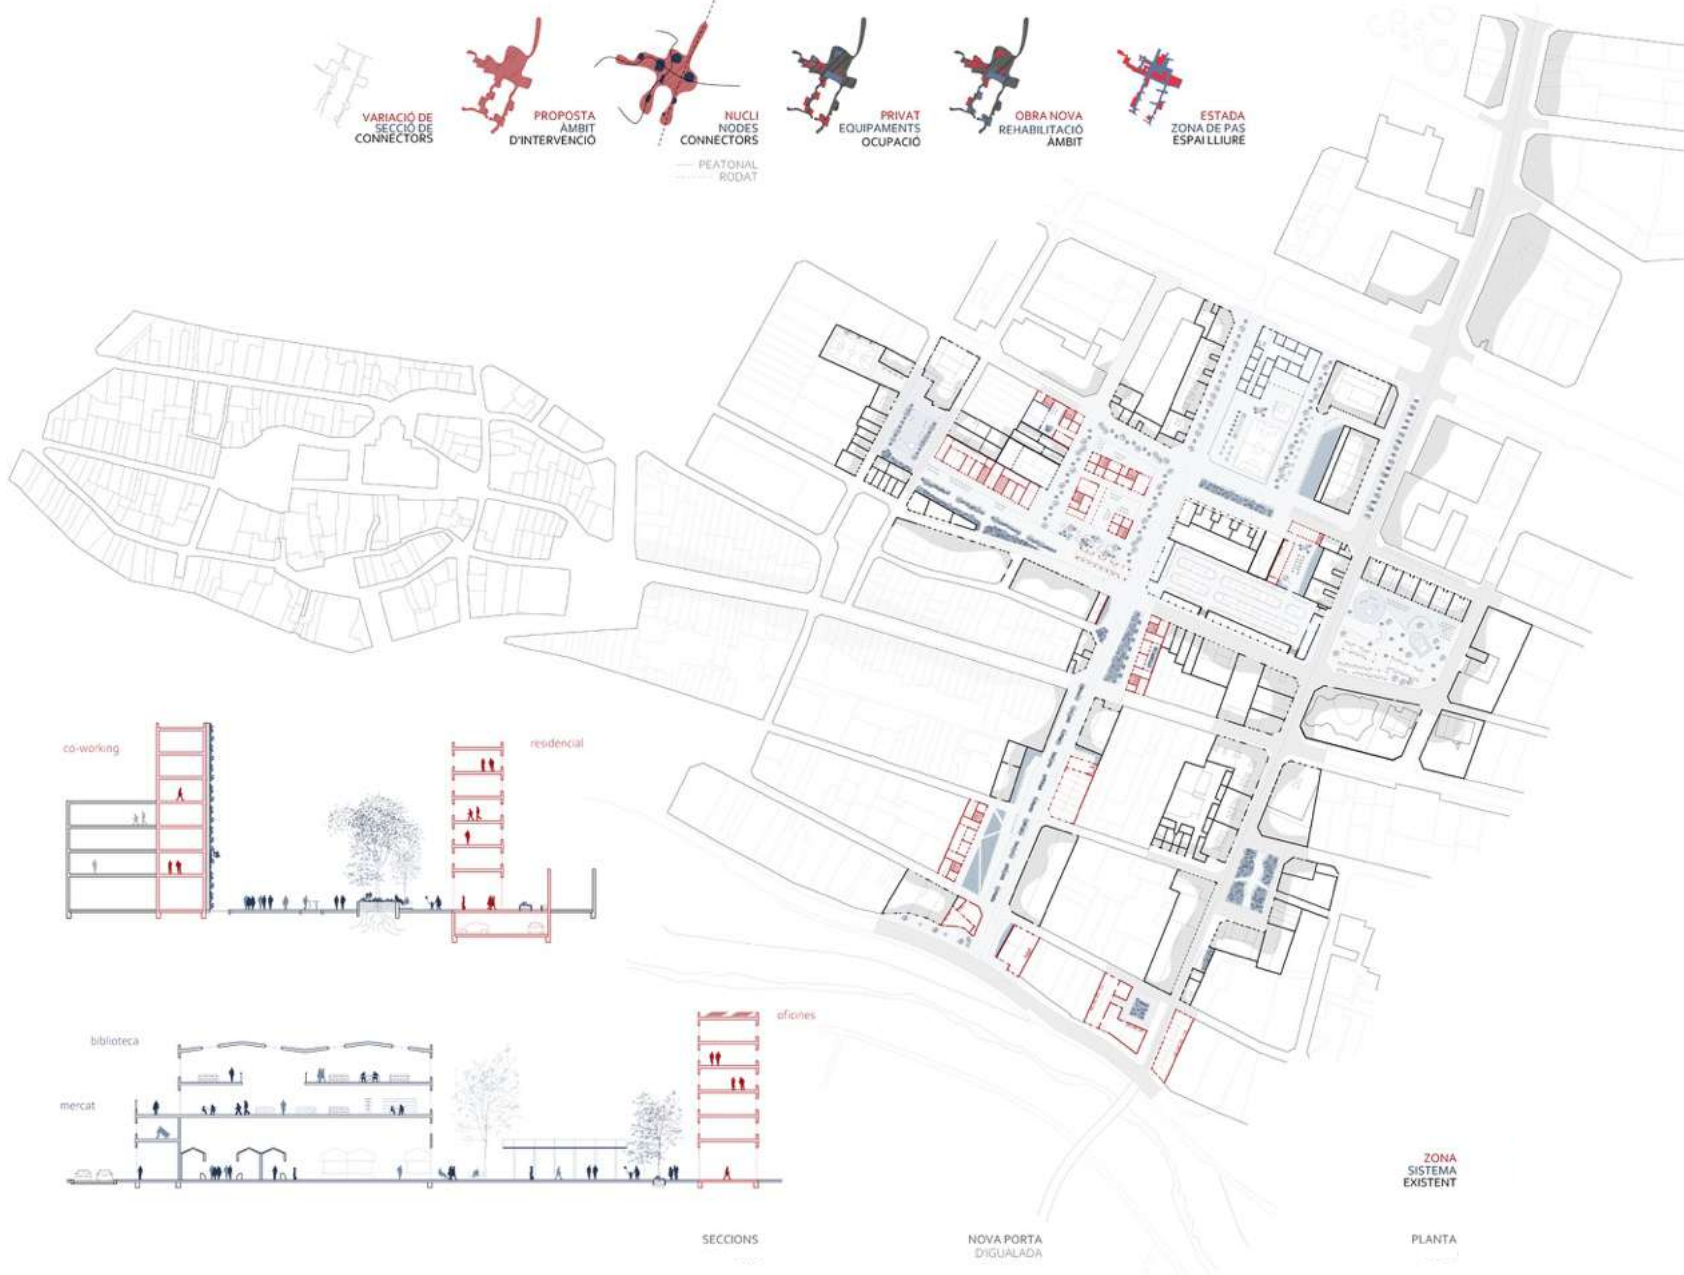 VARIACIÓ DE
SECCIÓ DE
CONNECTORS
PROPOSTA
ÀMBIT
D'INTERVENCIÓ
NUCLI
NODES
CONNECTORS
PEATONAL
RODAT
PRIVAT
EQUIPAMENTS
OCUPACIÓ
OBRA NOVA
REHABILITACIÓ
ÀMBIT
ESTADA
ZONA DE PAS
ESPAI LLIURE
co-working
residencial
biblioteca
mercat
oficines
ZONA
SISTEMA
EXISTENT
SECCIONS
NOVA PORTA
D'IGUALADA
PLANTA